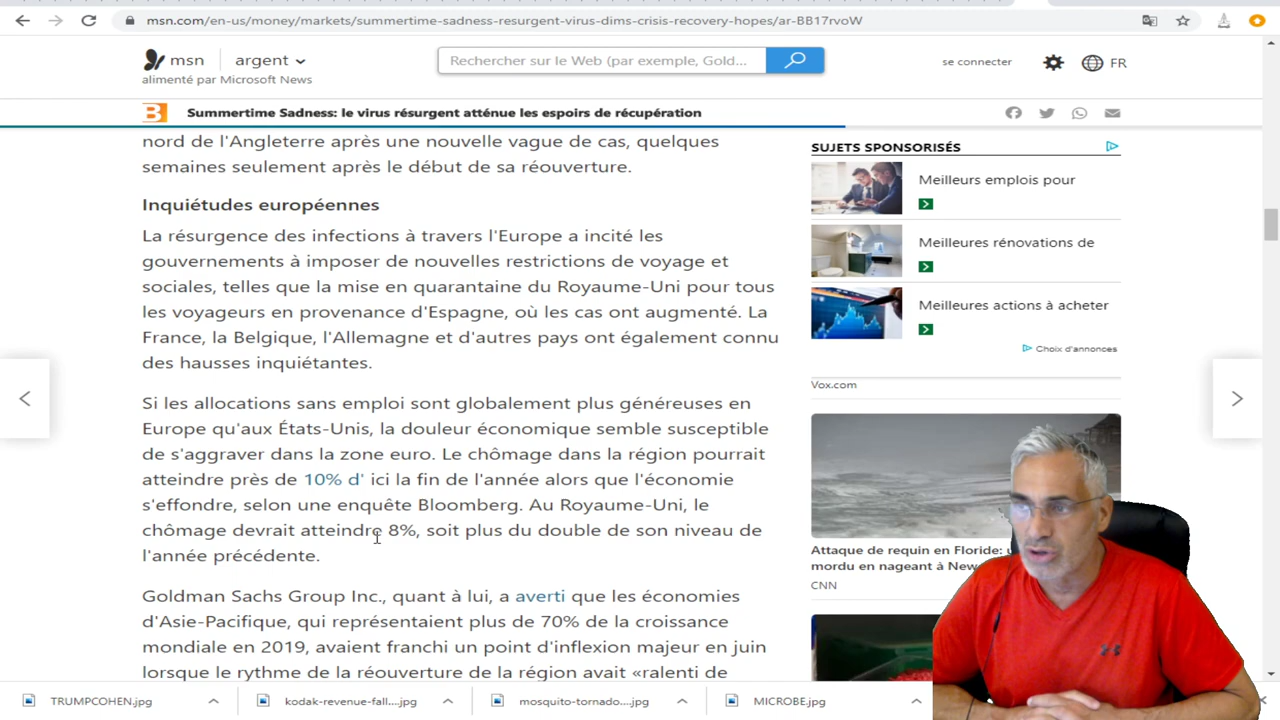 msn.com/en-us/money/markets/summertime-sadness-resurgent-virus-dims-crisis-recovery-hopes/ar-BB17rvoW
msn argent
alimenté par Microsoft News
Rechercher sur le Web (par exemple, Gold...
se connecter
FR
Summertime Sadness: le virus résurgent atténue les espoirs de récupération
nord de l'Angleterre après une nouvelle vague de cas, quelques
semaines seulement après le début de sa réouverture.
Inquiétudes européennes
La résurgence des infections à travers l'Europe a incité les
gouvernements à imposer de nouvelles restrictions de voyage et
sociales, telles que la mise en quarantaine du Royaume-Uni pour tous
les voyageurs en provenance d'Espagne, où les cas ont augmenté. La
France, la Belgique, l'Allemagne et d'autres pays ont également connu
des hausses inquiétantes.
Si les allocations sans emploi sont globalement plus généreuses en
Europe qu'aux États-Unis, la douleur économique semble susceptible
de s'aggraver dans la zone euro. Le chômage dans la région pourrait
atteindre près de 10% d' ici la fin de l'année alors que l'économie
s'effondre, selon une enquête Bloomberg. Au Royaume-Uni, le
chômage devrait atteindre 8%, soit plus du double de son niveau de
l'année précédente.
Goldman Sachs Group Inc., quant à lui, a averti que les économies
d'Asie-Pacifique, qui représentaient plus de 70% de la croissance
mondiale en 2019, avaient franchi un point d'inflexion majeur en juin
lorsque le rythme de la réouverture de la région avait «ralenti de
SUJETS SPONSORISÉS
Meilleurs emplois pour
Meilleures rénovations de
Meilleures actions à acheter
Choix d'annonces
Vox.com
Attaque de requin en Floride:
mordu en nageant à New
CNN
TRUMPCOHEN.jpg
kodak-revenue-fall....jpg
mosquito-tornado....jpg
MICROBE.jpg